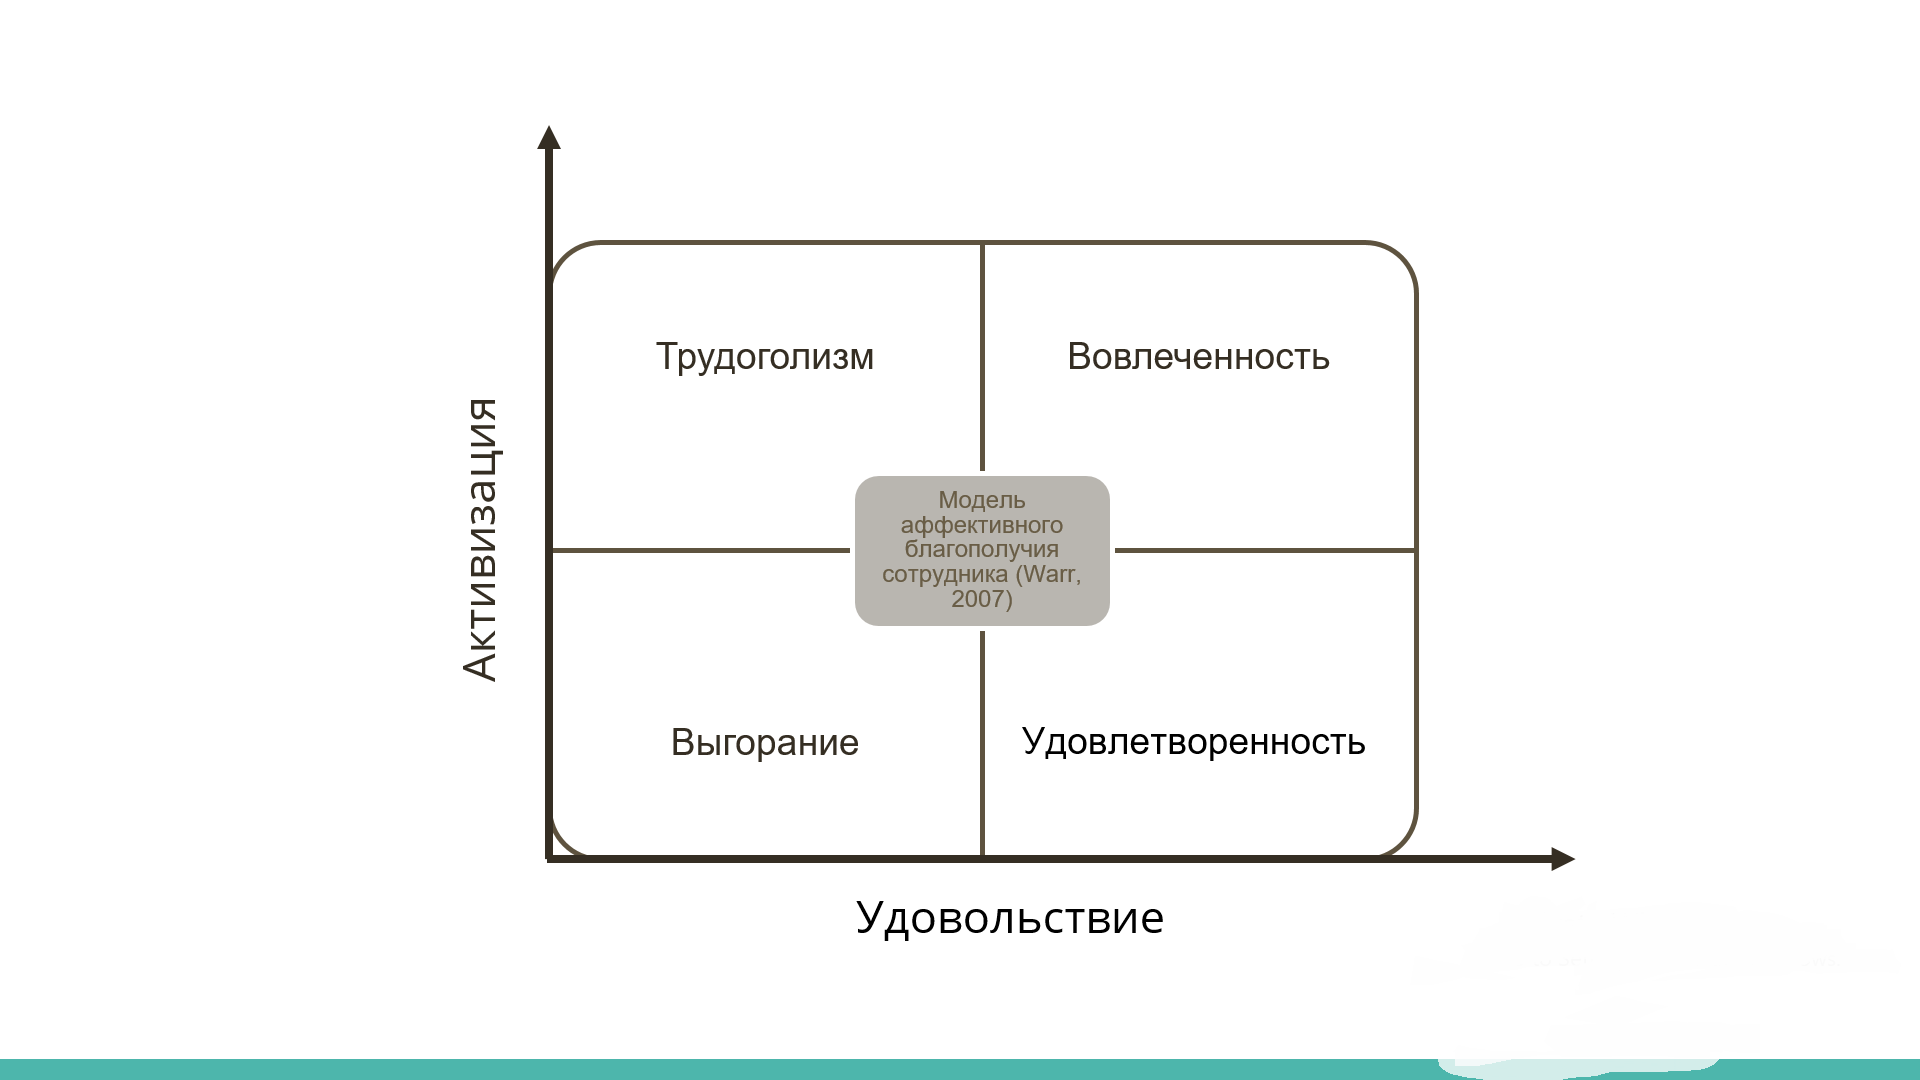 Трудоголизм
Вовлеченность
Активизация
Модель
аффективного
благополучия
сотрудника (Warr,
2007)
Выгорание
Удовлетворенность
Удовольствие